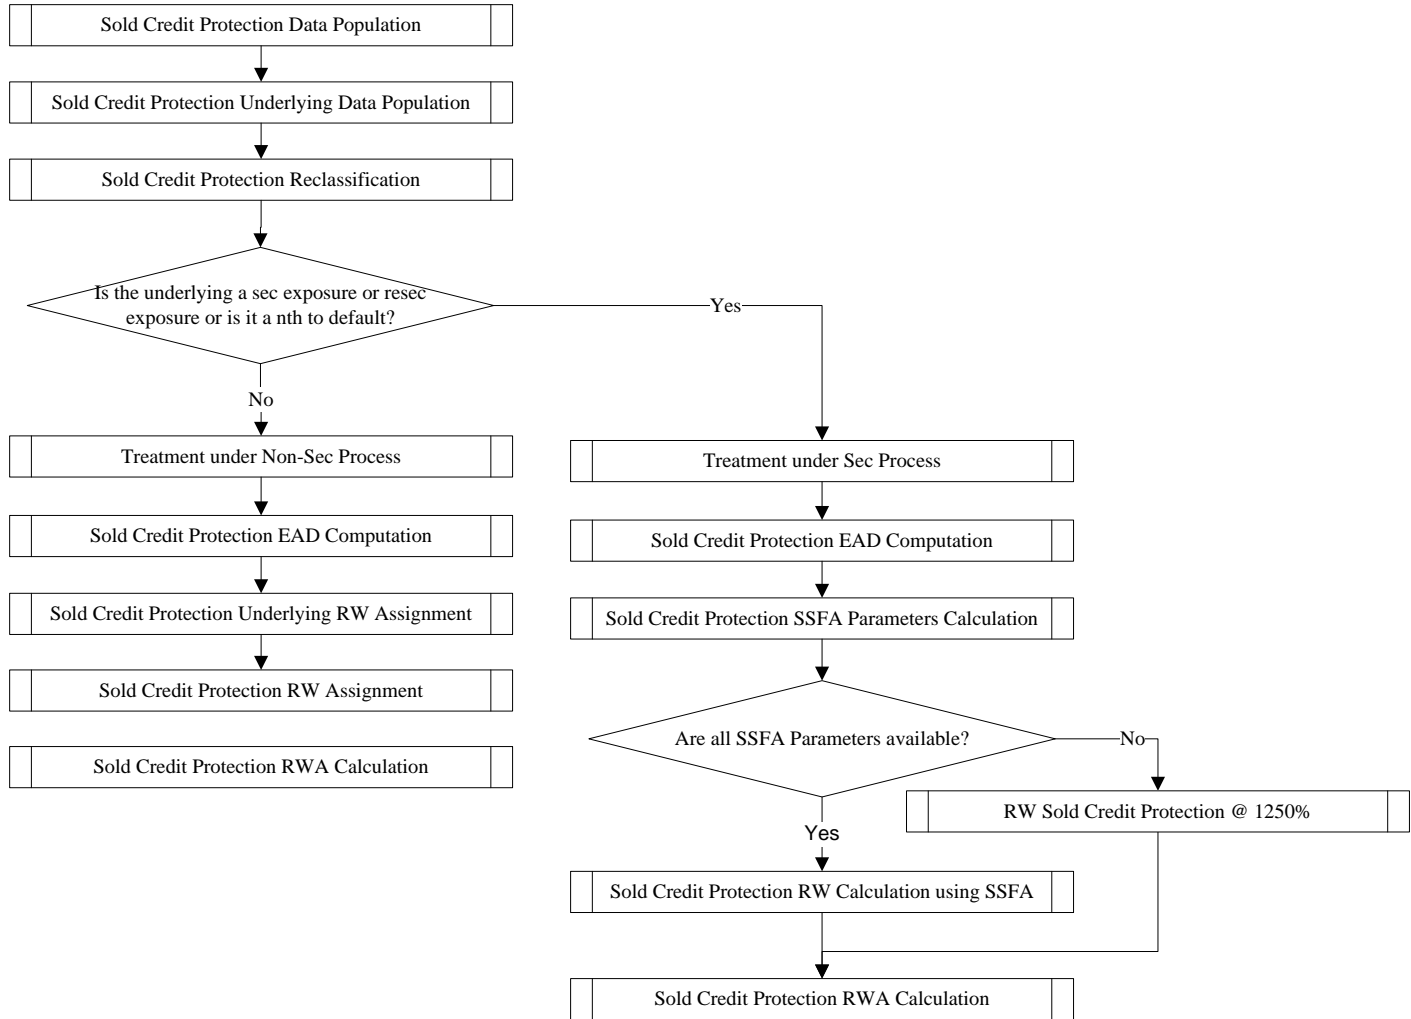 Sold Credit Protection Data Population
Sold Credit Protection Underlying Data Population
Sold Credit Protection Reclassification
Is the underlying a sec exposure or resec
exposure or is it a nth to default?
Yes
No
Treatment under Non-Sec Process
Sold Credit Protection EAD Computation
Sold Credit Protection Underlying RW Assignment
Sold Credit Protection RW Assignment
Sold Credit Protection RWA Calculation
Treatment under Sec Process
Sold Credit Protection EAD Computation
Sold Credit Protection SSFA Parameters Calculation
Are all SSFA Parameters available?
No
RW Sold Credit Protection @ 1250%
Yes
Sold Credit Protection RW Calculation using SSFA
Sold Credit Protection RWA Calculation